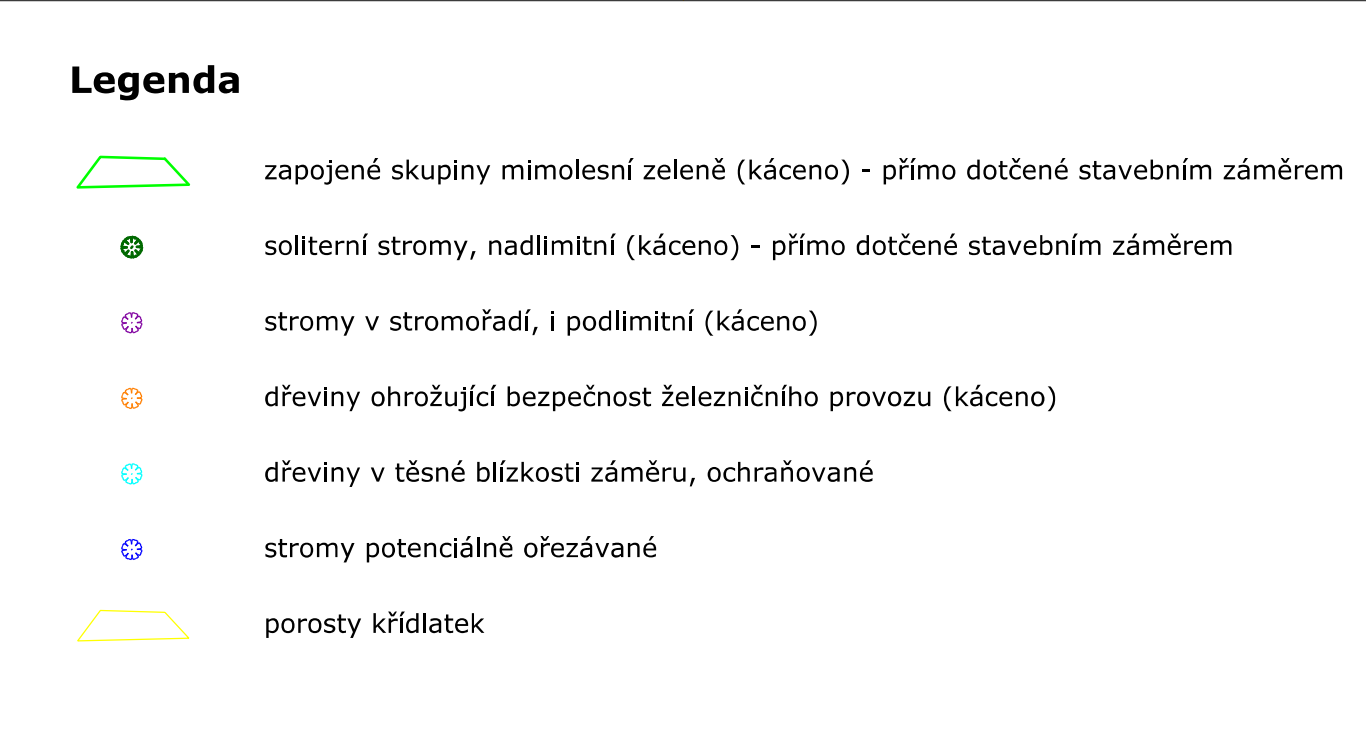 Legenda
zapojené skupiny mimolesní zeleně (káceno) - přímo dotčené stavebním záměrem
soliterní stromy, nadlimitní (káceno) - přímo dotčené stavebním záměrem
stromy v stromořadí, i podlimitní (káceno)
dřeviny ohrožující bezpečnost železničního provozu (káceno)
dřeviny v těsné blízkosti záměru, ochraňované
stromy potenciálně ořezávané
porosty křídlatek